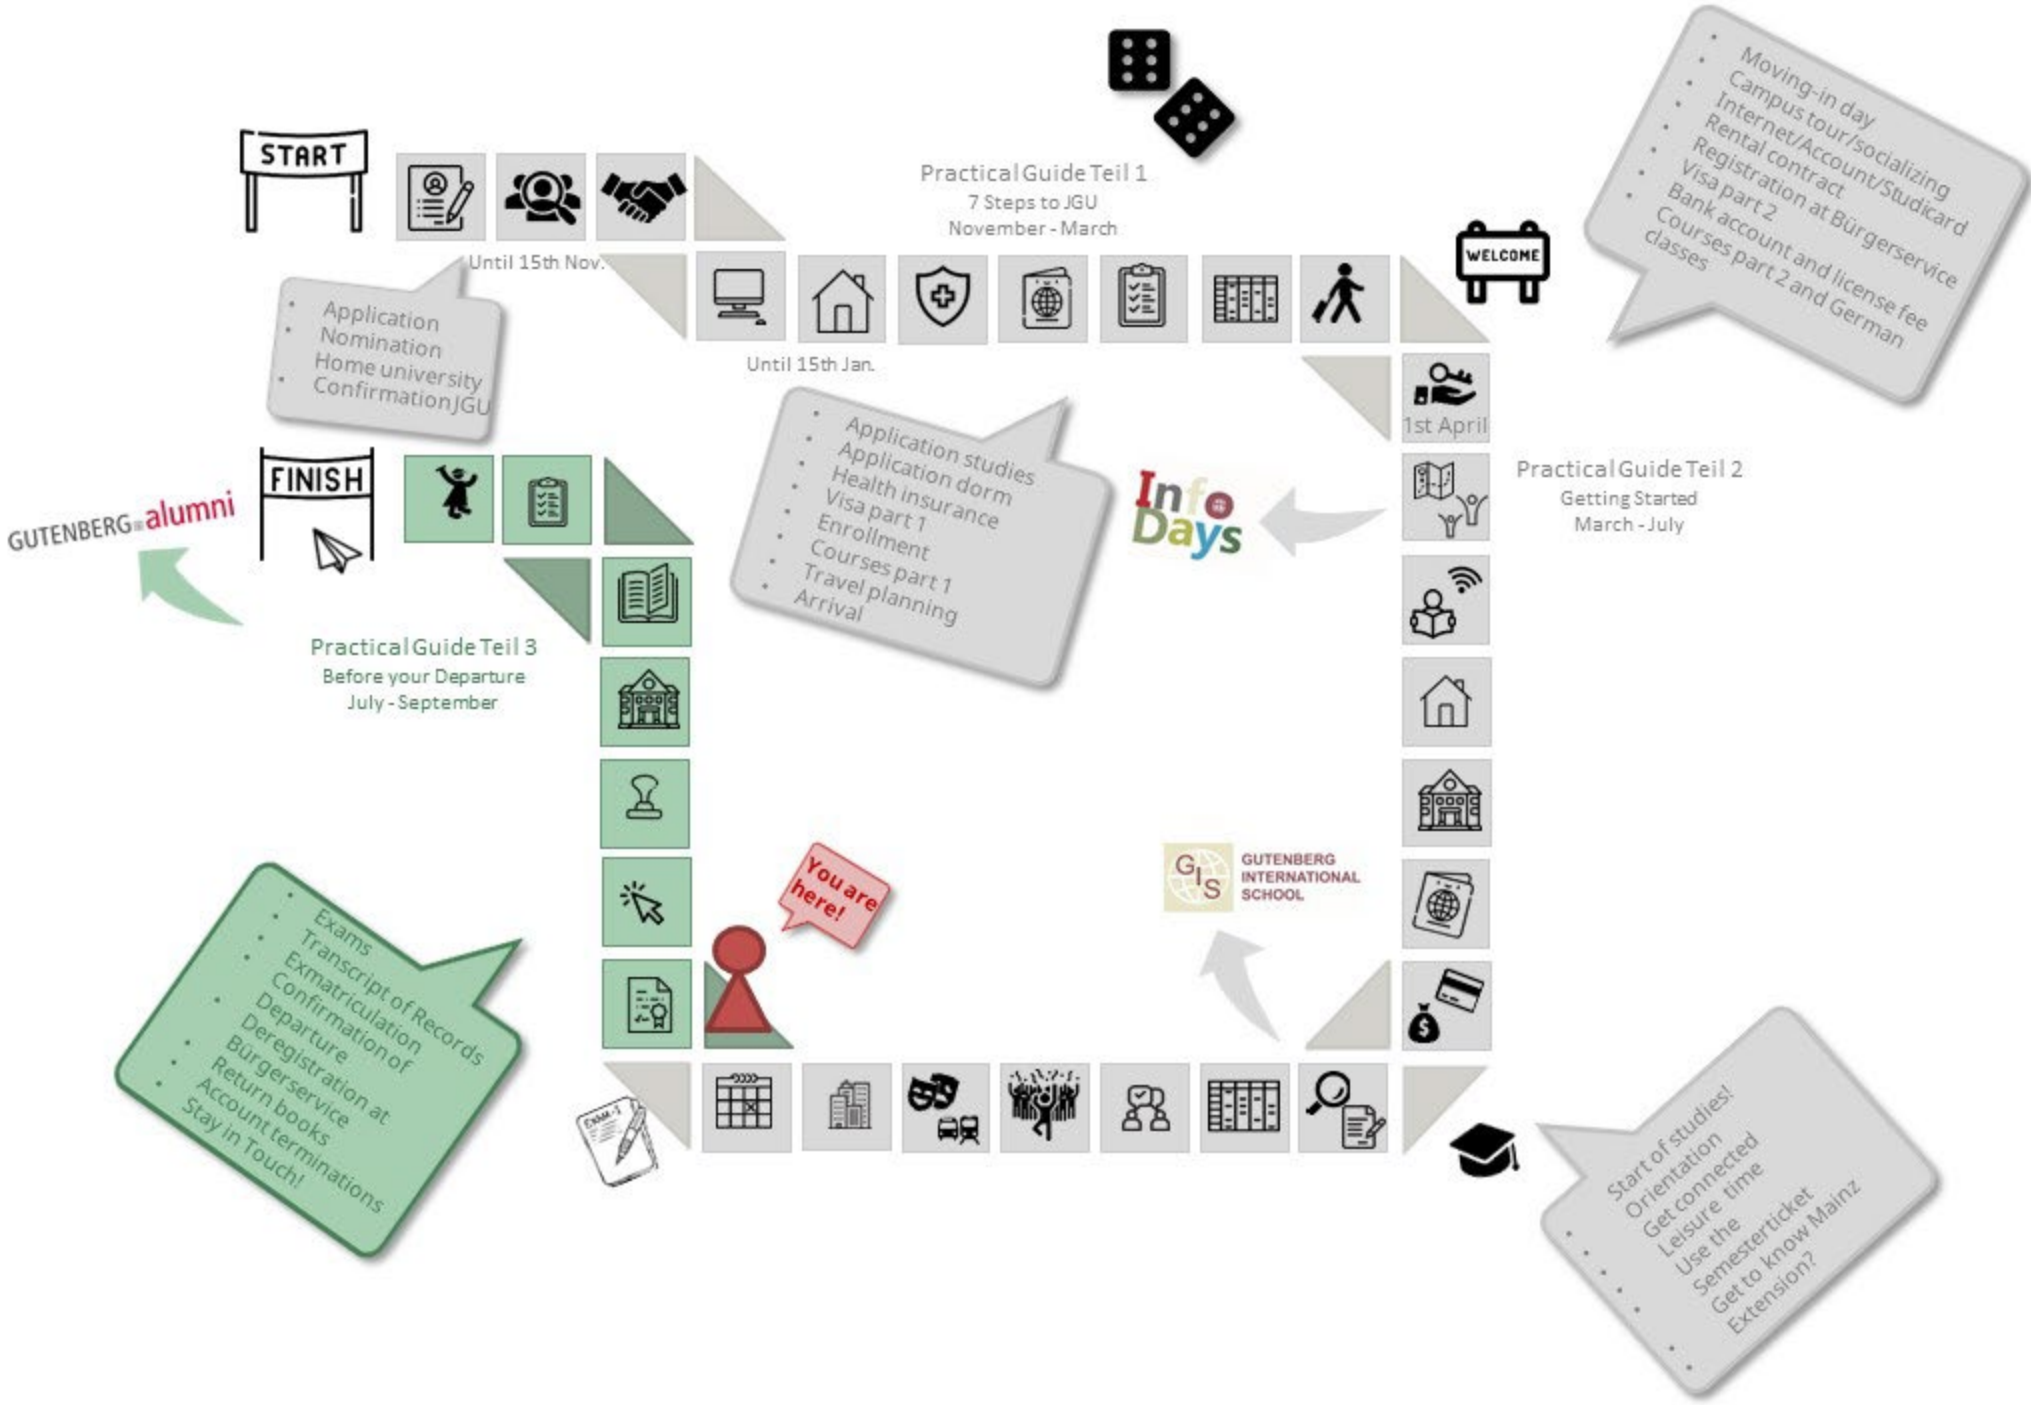 START
Until 15th Nov.
Application
Nomination
Home university
Confirmation JGU
Practical Guide Teil 1
7 Steps to JGU
November - March
Until 15th Jan.
Application studies
Application dorm
Health insurance
Visa part 1
Enrollment
Courses part 1
Travel planning
Arrival
WELCOME
Moving-in day
Campus tour/socializing
Internet/Account/Studicard
Rental contract
Registration at Bürgerservice
Visa part 2
Bank account and license fee
Courses part 2 and German
classes
1st April
Info
Days
Practical Guide Teil 2
Getting Started
March - July
GIS
GUTENBERG
INTERNATIONAL
SCHOOL
Start of studies!
Orientation
Get connected
Leisure time
Use the
Semesterticket
Get to know Mainz
Extension?
EXAM-1
You are
here!
Exams
Transcript of Records
Exmatriculation
Confirmation of
Departure
Deregistration at
Bürgerservice
Return books
Account terminations
Stay in Touch!
Practical Guide Teil 3
Before your Departure
July - September
FINISH
GUTENBERG alumni